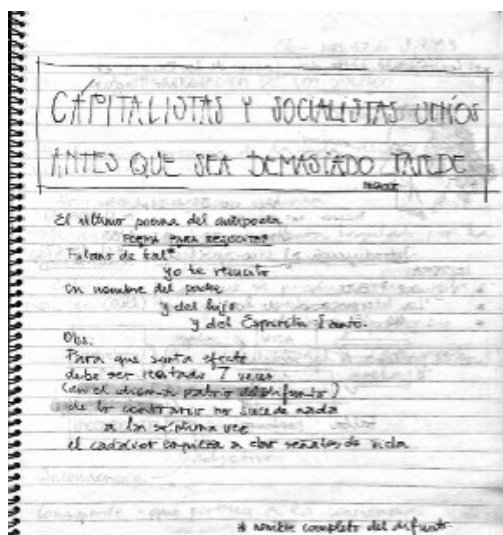 CAPITALISTAS Y SOCIALISTAS UNÍOS
ANTES QUE SEA DEMASIADO TARDE
El último poema del antipoeta
POEMA PARA RESUCITAR
Fulano de tal*
yo te resucito
en nombre del padre
y del hijo
y del Espíritu Santo.
Obs.
Para que surta efecto
debe ser recitado 7 veces
(en el idioma patrio del difunto)
de lo contrario no sucede nada
a la séptima vez
el cadáver empieza a dar señales de vida
* nombre completo del difunto.